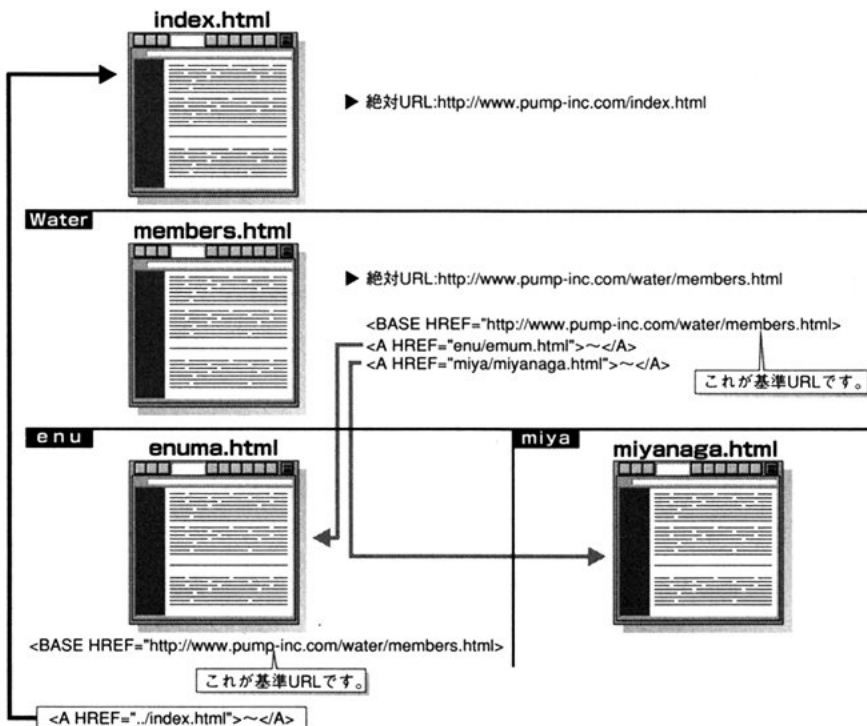 index.html
▶ 絶対URL:http://www.pump-inc.com/index.html
Water
members.html
▶ 絶対URL:http://www.pump-inc.com/water/members.html
<BASE HREF="http://www.pump-inc.com/water/members.html>
<A HREF="enu/emum.html">～</A>
<A HREF="miya/miyanaga.html">～</A>
これが基準URLです。
enu
enuma.html
miya
miyanaga.html
<BASE HREF="http://www.pump-inc.com/water/members.html>
これが基準URLです。
<A HREF="../index.html">～</A>